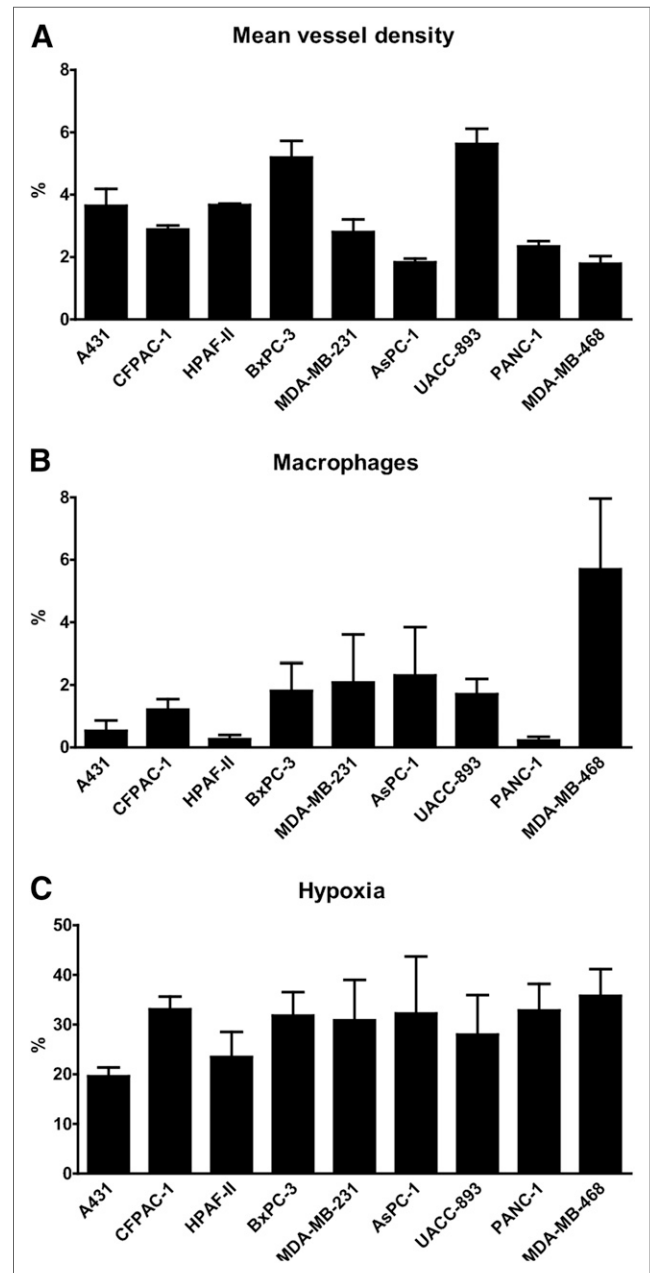 A
Mean vessel density
8
6
4
2
0
%
A431
CFPAC-1
HPAF-II
BxPC-3
MDA-MB-231
AsPC-1
UACC-893
PANC-1
MDA-MB-468
B
Macrophages
8
6
4
2
0
%
A431
CFPAC-1
HPAF-II
BxPC-3
MDA-MB-231
AsPC-1
UACC-893
PANC-1
MDA-MB-468
C
Hypoxia
50
40
30
20
10
0
%
A431
CFPAC-1
HPAF-II
BxPC-3
MDA-MB-231
AsPC-1
UACC-893
PANC-1
MDA-MB-468